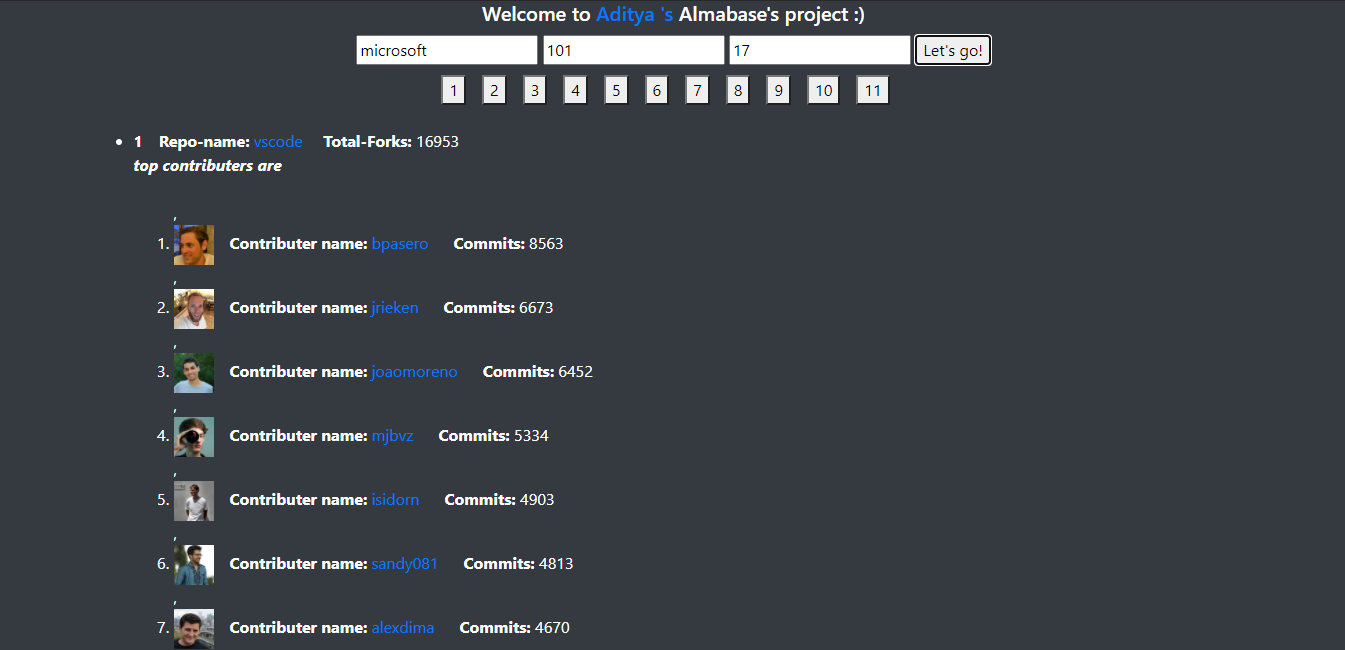 Welcome to Aditya 's Almabase's project :)
microsoft 101 17 Let's go!
1 2 3 4 5 6 7 8 9 10 11
• 1 Repo-name: vscode Total-Forks: 16953
top contributers are
,
1. Contributer name: bpasero Commits: 8563
,
2. Contributer name: jrieken Commits: 6673
,
3. Contributer name: joaomoreno Commits: 6452
,
4. Contributer name: mjbvz Commits: 5334
,
5. Contributer name: isidorn Commits: 4903
,
6. Contributer name: sandy081 Commits: 4813
,
7. Contributer name: alexdima Commits: 4670